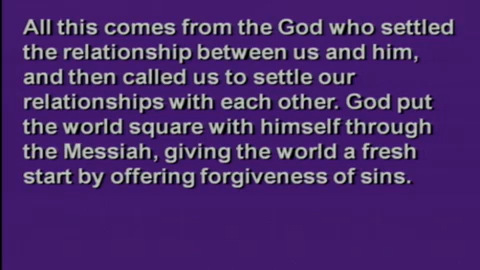 All this comes from the God who settled
the relationship between us and him,
and then called us to settle our
relationships with each other. God put
the world square with himself through
the Messiah, giving the world a fresh
start by offering forgiveness of sins.